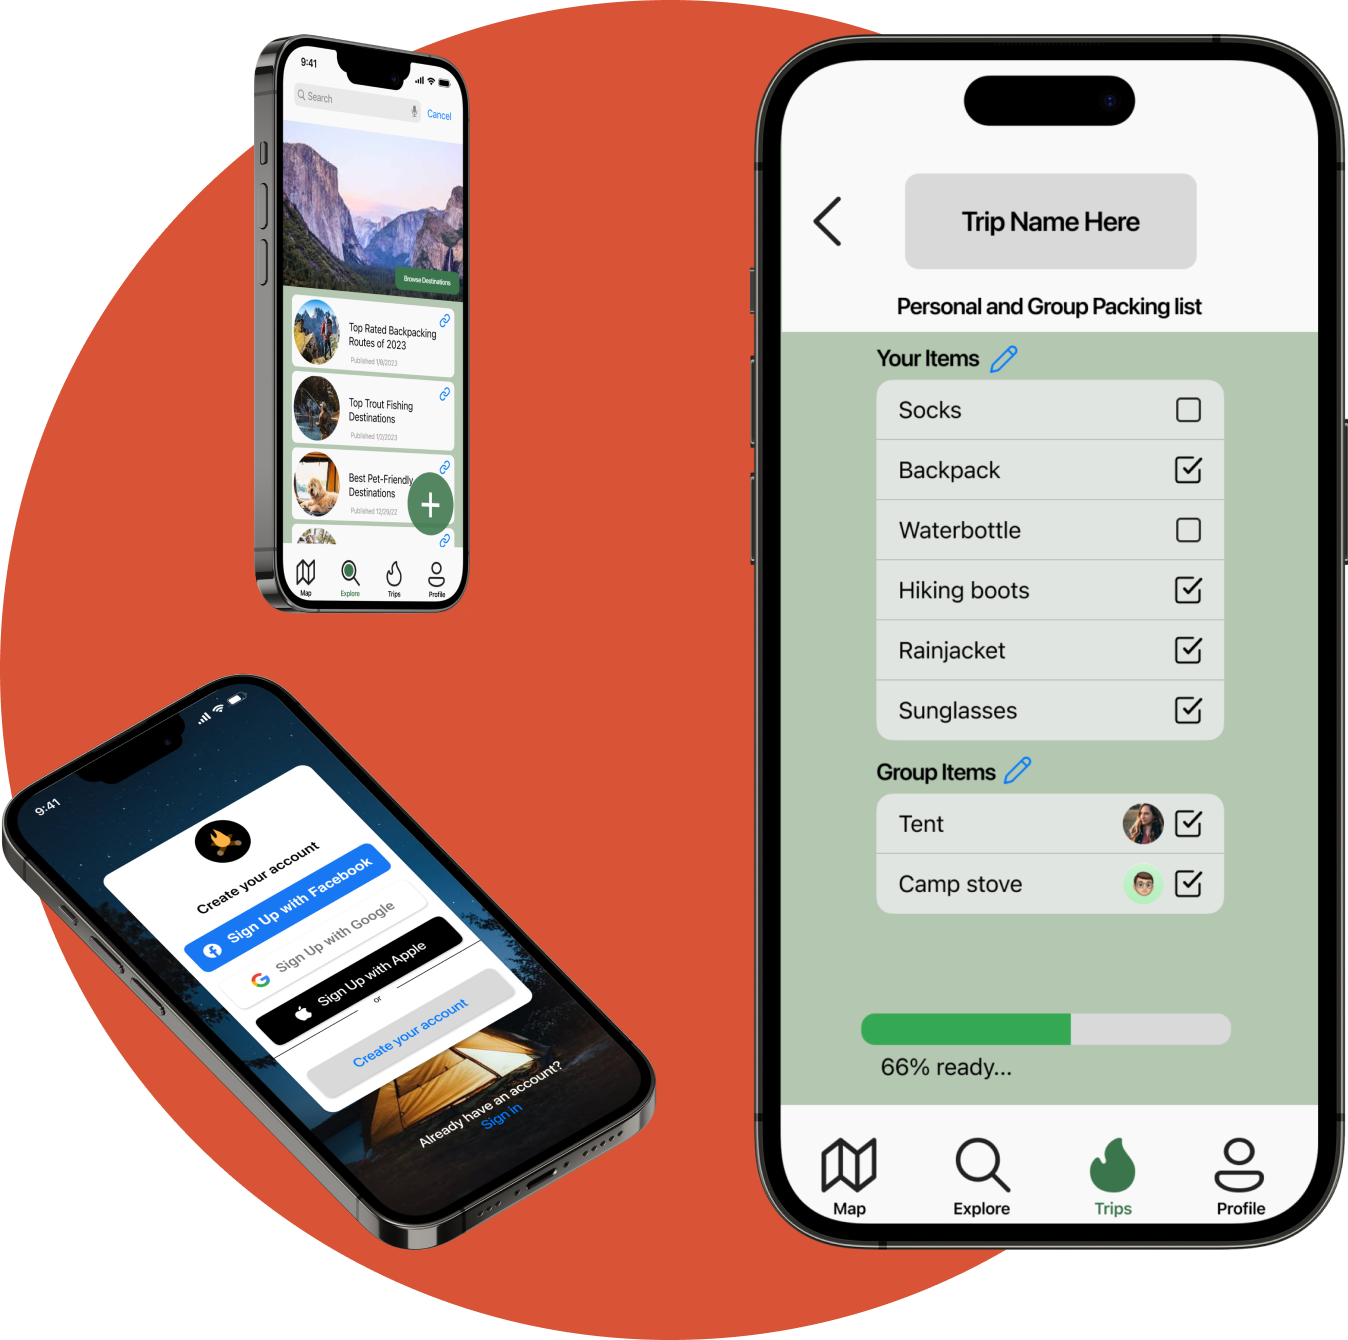 9:41
Search
Cancel
Browse Destinations
Top Rated Backpacking
Routes of 2023
Published 1/8/2023
Top Trout Fishing
Destinations
Published 1/2/2023
Best Pet-Friendly
Destinations
Published 12/29/22
Map
Explore
Trips
Profile
9:41
Create your account
Sign Up with Facebook
Sign Up with Google
Sign Up with Apple
or
Create your account
Already have an account?
Sign in
Trip Name Here
Personal and Group Packing list
Your Items
Socks
Backpack
Waterbottle
Hiking boots
Rainjacket
Sunglasses
Group Items
Tent
Camp stove
66% ready...
Map
Explore
Trips
Profile